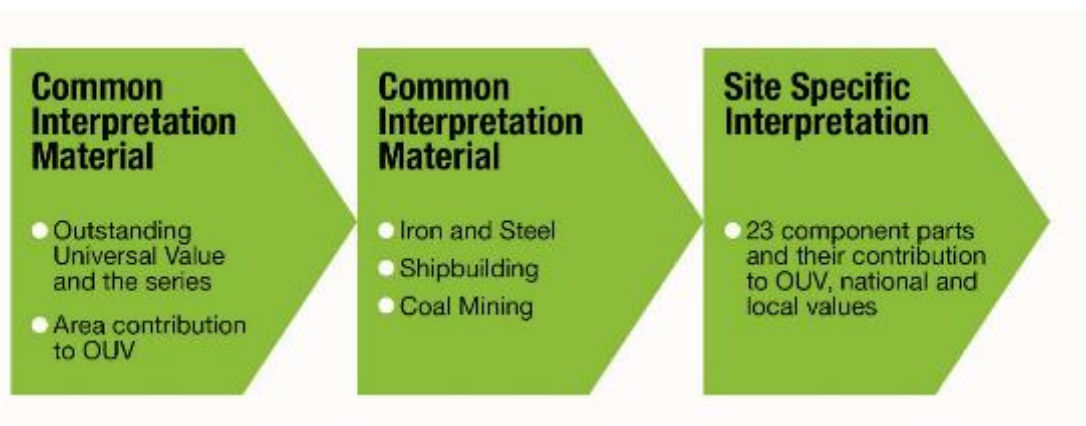 Common
Interpretation
Material
Outstanding
Universal Value
and the series
Area contribution
to OUV
Common
Interpretation
Material
Iron and Steel
Shipbuilding
Coal Mining
Site Specific
Interpretation
23 component parts
and their contribution
to OUV, national and
local values